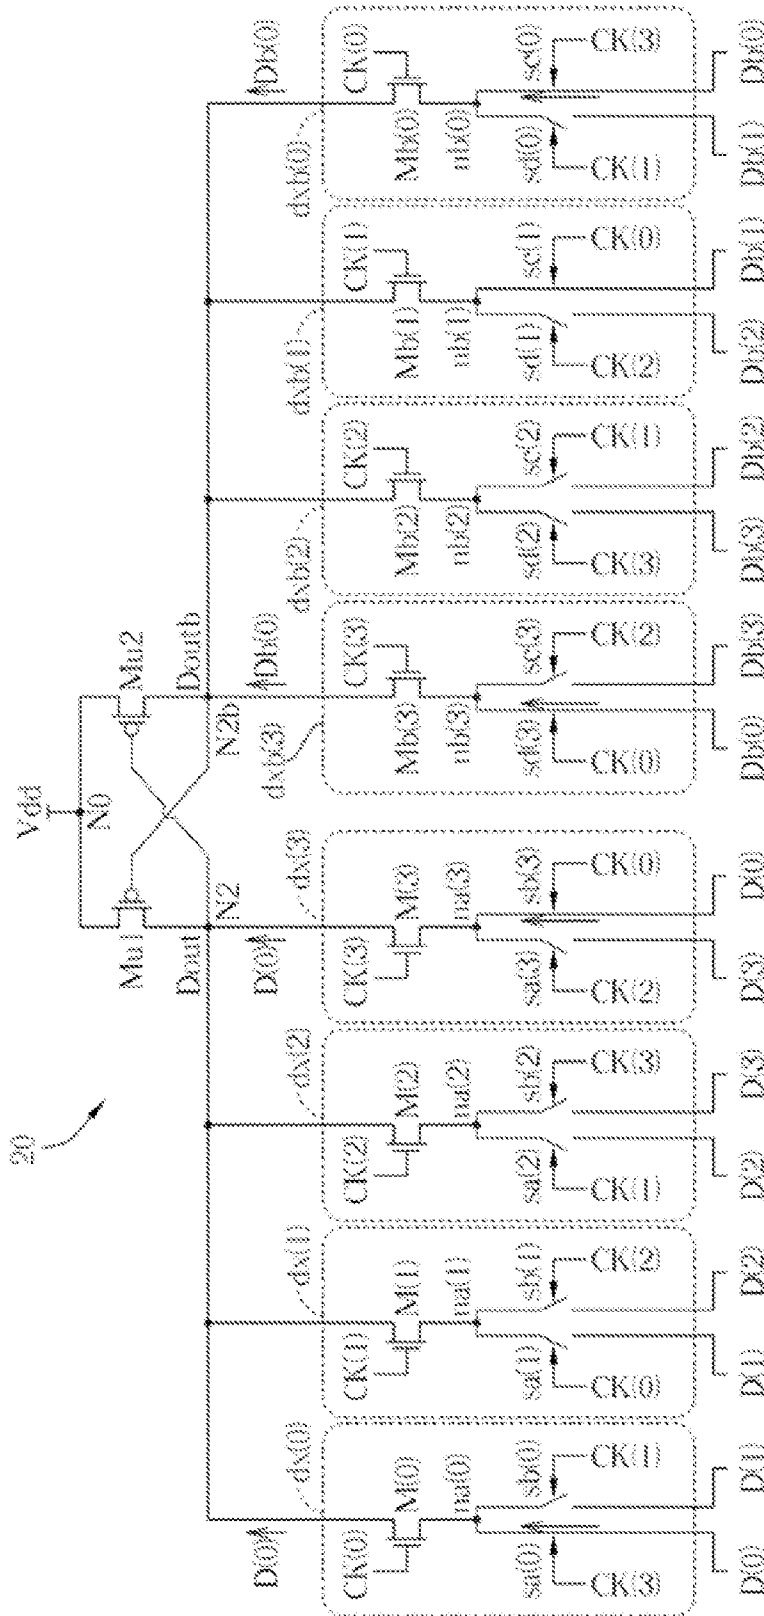 20
Vdd
N0
Mu1
Mu2
Dout
N2
N2b
Doutb
D(0)
D(0)
Db(0)
Db(0)
dx(0)
dx(1)
dx(2)
dx(3)
dxb(3)
dxb(2)
dxb(1)
dxb(0)
CK(0)
M(0)
CK(1)
M(1)
CK(2)
M(2)
CK(3)
M(3)
Mb(3)
CK(3)
Mb(2)
CK(2)
Mb(1)
CK(1)
Mb(0)
CK(0)
na(0)
na(1)
na(2)
na(3)
nb(3)
nb(2)
nb(1)
nb(0)
sa(0)
sb(0)
sa(1)
sb(1)
sa(2)
sb(2)
sa(3)
sb(3)
sd(3)
sc(3)
sd(2)
sc(2)
sd(1)
sc(1)
sd(0)
sc(0)
CK(3)
CK(1)
CK(0)
CK(2)
CK(1)
CK(3)
CK(2)
CK(0)
CK(0)
CK(2)
CK(3)
CK(1)
CK(2)
CK(0)
CK(1)
CK(3)
D(0)
D(1)
D(1)
D(2)
D(2)
D(3)
D(3)
D(0)
Db(0)
Db(3)
Db(3)
Db(2)
Db(2)
Db(1)
Db(1)
Db(0)